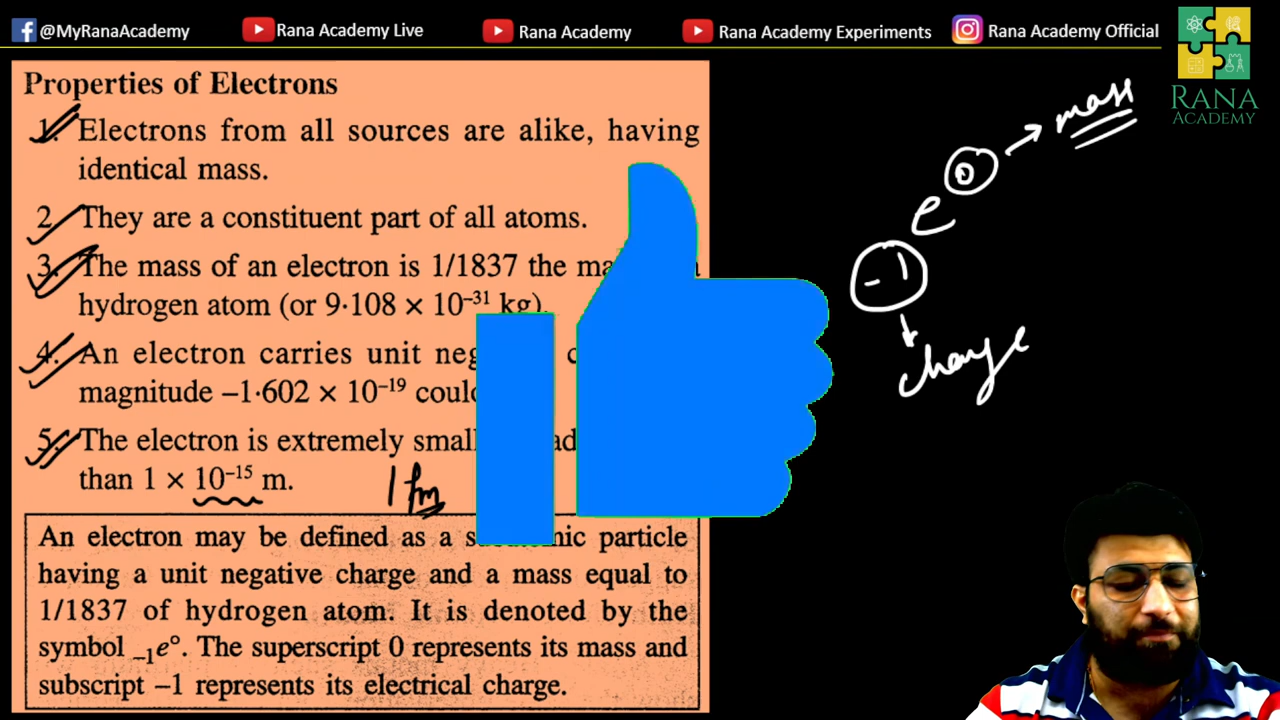 @MyRanaAcademy
Rana Academy Live
Rana Academy
Rana Academy Experiments
Rana Academy Official
RANA
ACADEMY
Properties of Electrons
1. Electrons from all sources are alike, having
identical mass.
2. They are a constituent part of all atoms.
3. The mass of an electron is 1/1837 the
hydrogen atom (or 9·108 × 10⁻³¹ kg).
4. An electron carries unit
magnitude –1·602 × 10⁻¹⁹
5. The electron is extremely
than 1 × 10⁻¹⁵ m.
1 fm
An electron may be defined as a particle
having a unit negative charge and a mass equal to
1/1837 of hydrogen atom. It is denoted by the
symbol ₋₁e°. The superscript 0 represents its mass and
subscript –1 represents its electrical charge.
mass
0
e
-1
charge